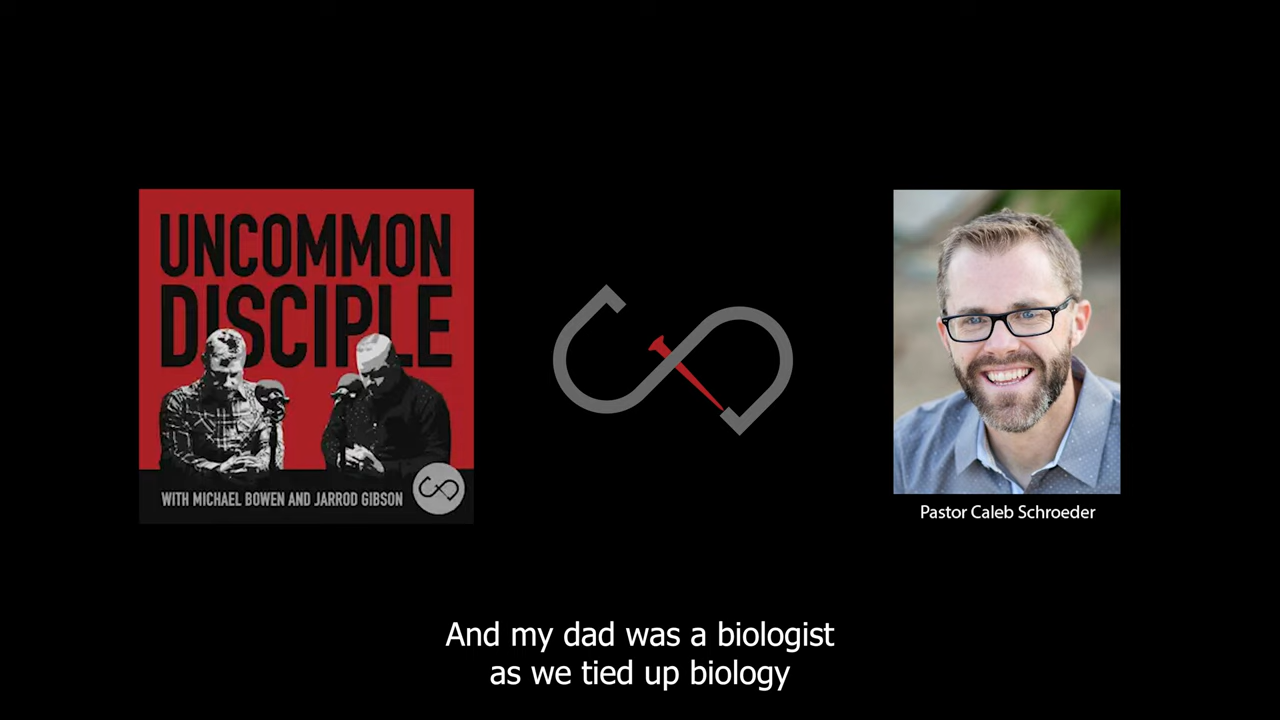 UNCOMMON
DISCIPLE
WITH MICHAEL BOWEN AND JARROD GIBSON
Pastor Caleb Schroeder
And my dad was a biologist
as we tied up biology